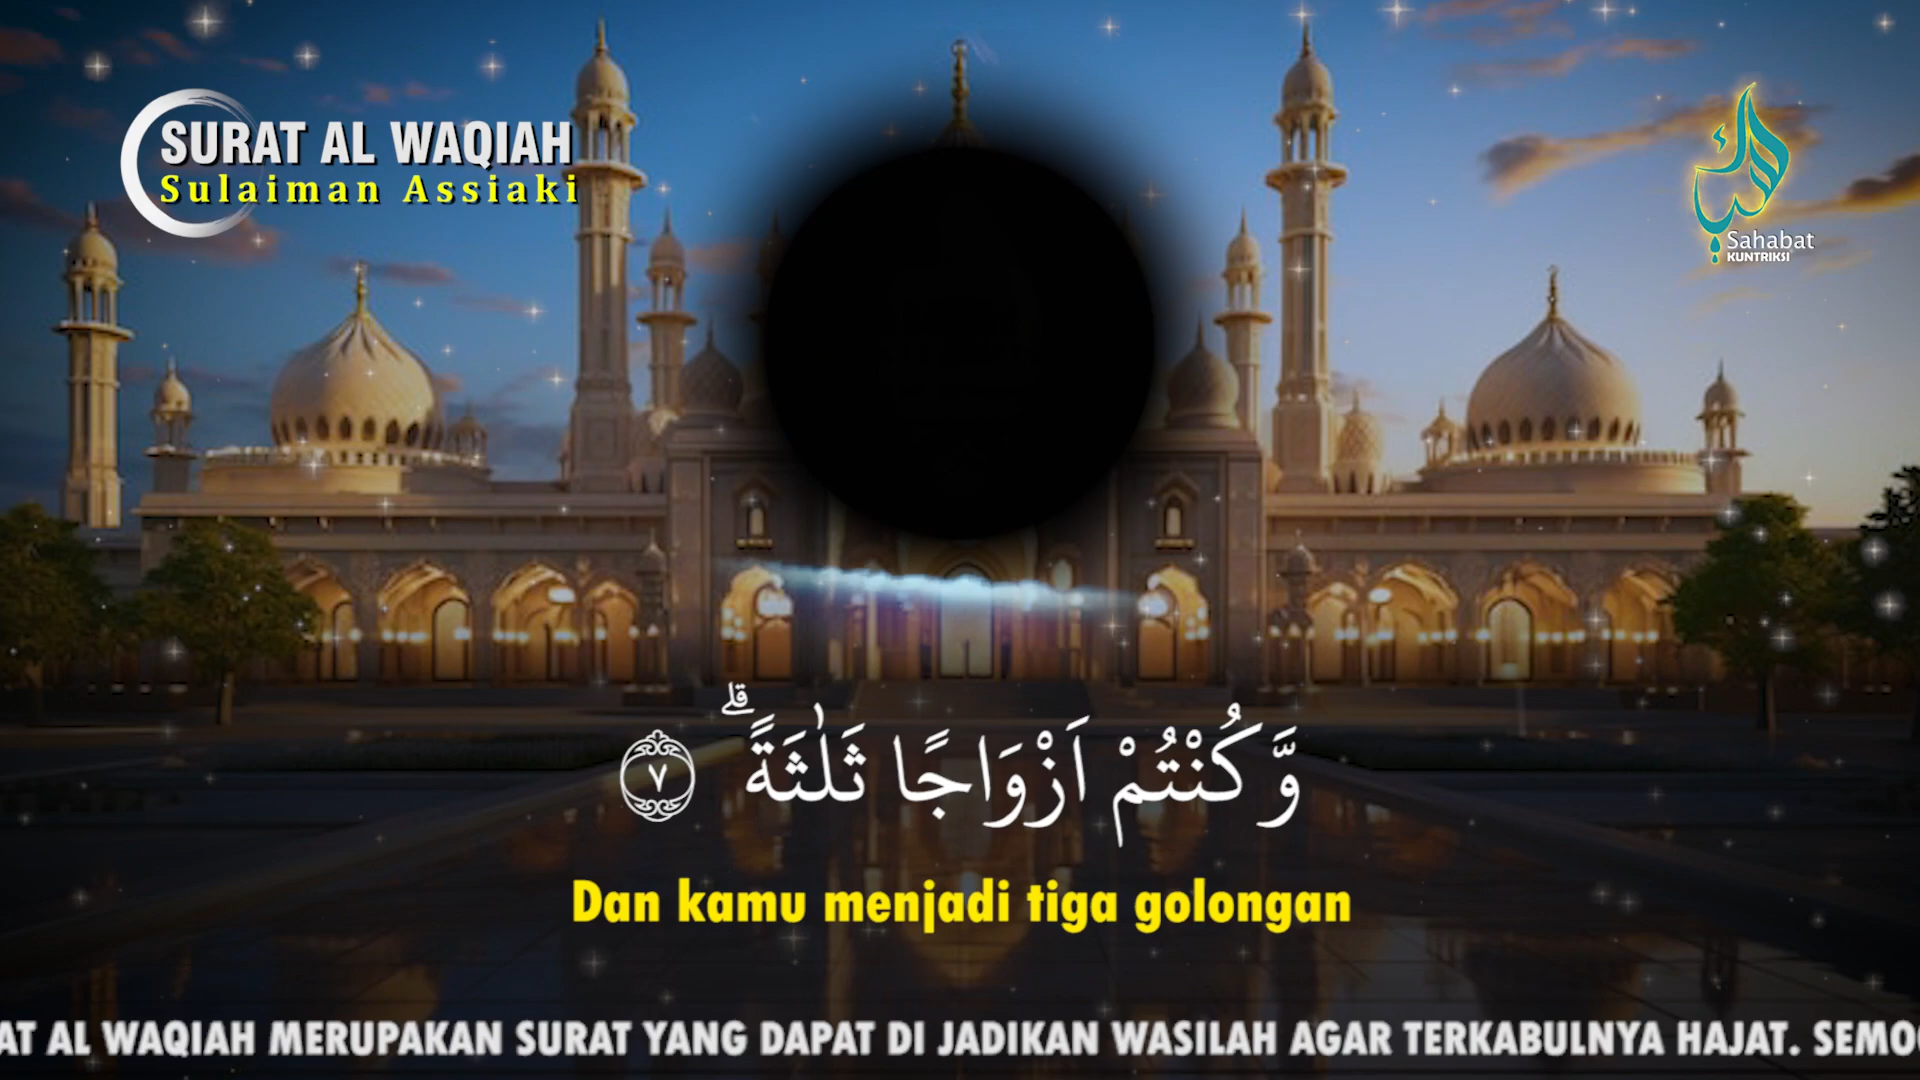 SURAT AL WAQIAH
Sulaiman Assiaki
Sahabat
KUNTRIKSI
وَّكُنْتُمْ اَزْوَاجًا ثَلٰثَةً ۗ ٧
Dan kamu menjadi tiga golongan
AT AL WAQIAH MERUPAKAN SURAT YANG DAPAT DI JADIKAN WASILAH AGAR TERKABULNYA HAJAT. SEMO